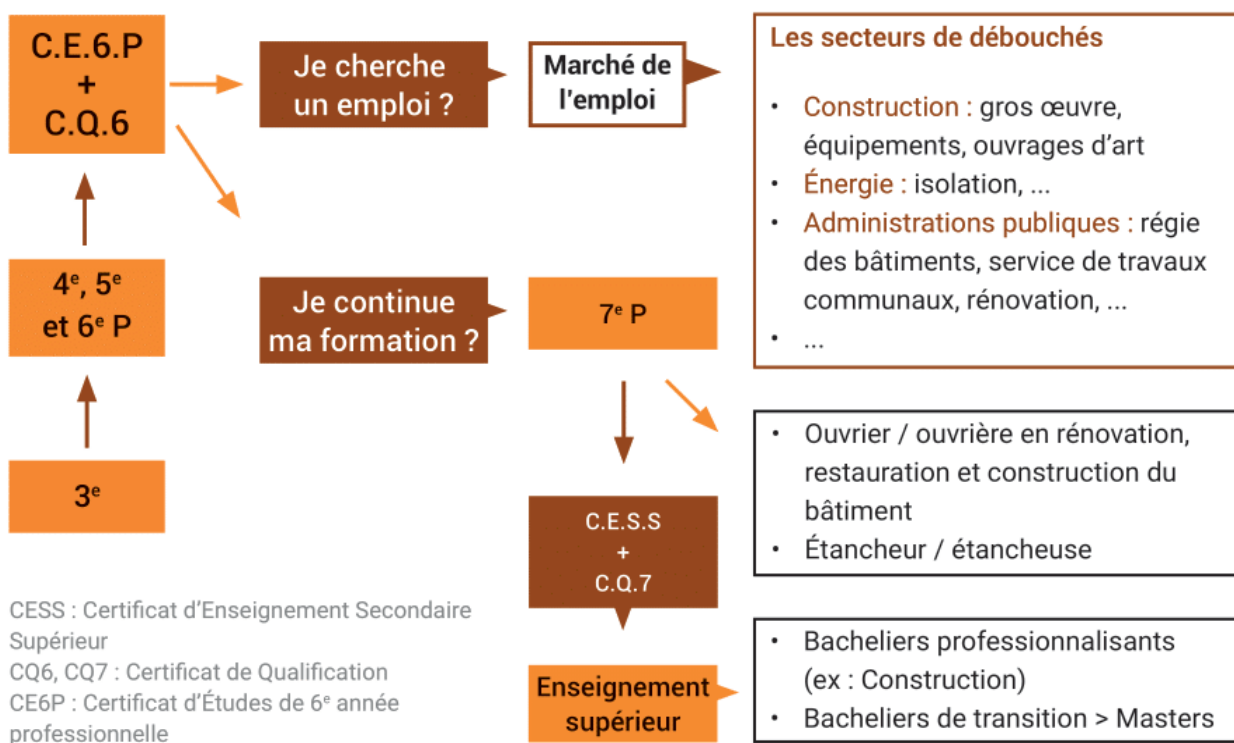 C.E.6.P
+
C.Q.6
Je cherche
un emploi ?
Marché de
l'emploi
Les secteurs de débouchés
• Construction : gros œuvre,
équipements, ouvrages d'art
• Énergie : isolation, ...
• Administrations publiques : régie
des bâtiments, service de travaux
communaux, rénovation, ...
• ...
4e, 5e
et 6e P
Je continue
ma formation ?
7e P
• Ouvrier / ouvrière en rénovation,
restauration et construction du
bâtiment
• Étancheur / étancheuse
3e
C.E.S.S
+
C.Q.7
CESS : Certificat d'Enseignement Secondaire
Supérieur
CQ6, CQ7 : Certificat de Qualification
CE6P : Certificat d'Études de 6e année
professionnelle
Enseignement
supérieur
• Bacheliers professionnalisants
(ex : Construction)
• Bacheliers de transition > Masters